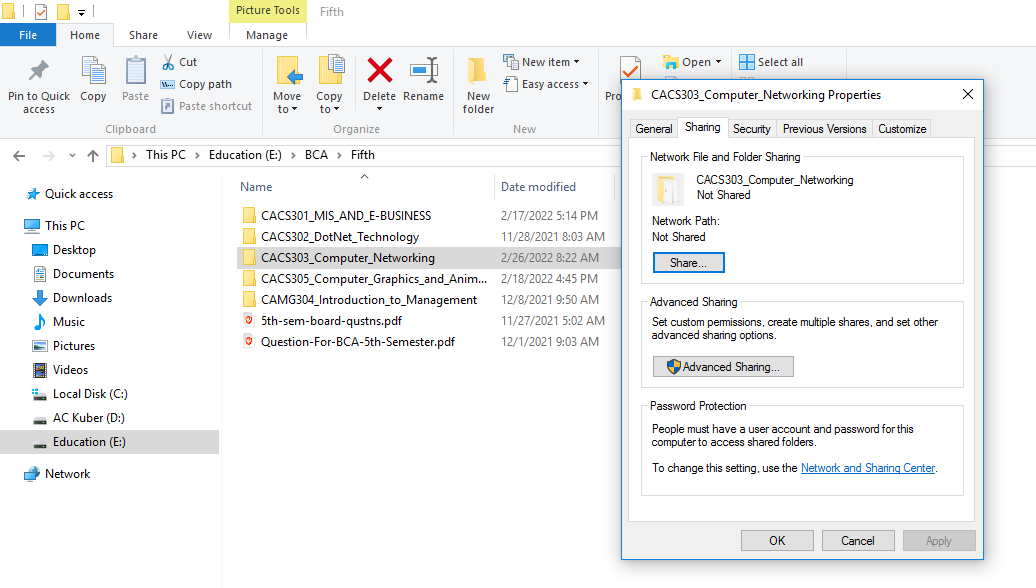 Picture Tools
Fifth
File
Home
Share
View
Manage
Pin to Quick access
Copy
Paste
Cut
Copy path
Paste shortcut
Clipboard
Move to
Copy to
Delete
Rename
Organize
New folder
New item
Easy access
New
Open
Select all
This PC > Education (E:) > BCA > Fifth
Quick access
This PC
Desktop
Documents
Downloads
Music
Pictures
Videos
Local Disk (C:)
AC Kuber (D:)
Education (E:)
Network
Name
Date modified
CACS301_MIS_AND_E-BUSINESS 2/17/2022 5:14 PM
CACS302_DotNet_Technology 11/28/2021 8:03 AM
CACS303_Computer_Networking 2/26/2022 8:22 AM
CACS305_Computer_Graphics_and_Anim... 2/18/2022 4:45 PM
CAMG304_Introduction_to_Management 12/8/2021 9:50 AM
5th-sem-board-qustns.pdf 11/27/2021 5:02 AM
Question-For-BCA-5th-Semester.pdf 12/1/2021 9:03 AM
CACS303_Computer_Networking Properties
General
Sharing
Security
Previous Versions
Customize
Network File and Folder Sharing
CACS303_Computer_Networking
Not Shared
Network Path:
Not Shared
Share...
Advanced Sharing
Set custom permissions, create multiple shares, and set other
advanced sharing options.
Advanced Sharing...
Password Protection
People must have a user account and password for this
computer to access shared folders.
To change this setting, use the Network and Sharing Center.
OK
Cancel
Apply